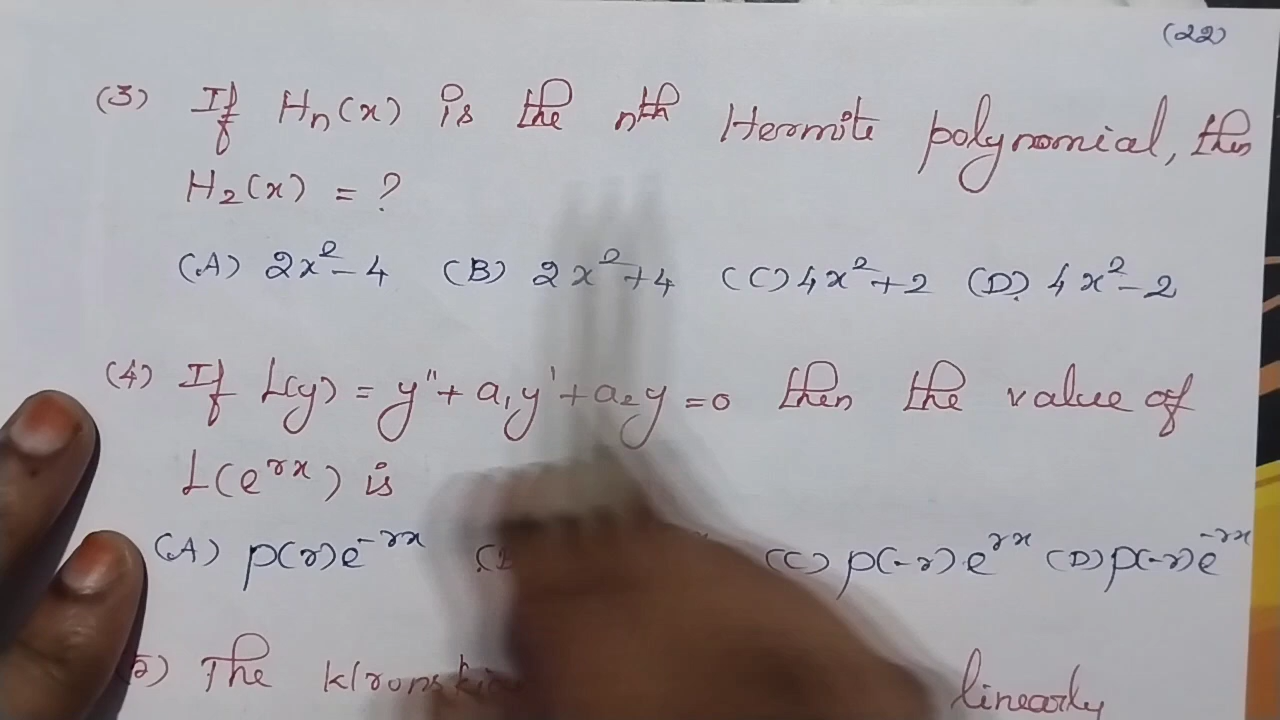 (22)
(3) If Hn(x) is the nth Hermite polynomial, then
H₂(x) = ?
(A) 2x² - 4 (B) 2x² + 4 (C) 4x² + 2 (D) 4x² - 2
(4) If L(y) = y'' + a₁y' + a₂y = 0 then the value of
L(e^rx) is
(A) p(r)e^-rx (C) p(-r)e^rx (D) p(-r)e^-rx
The linearly